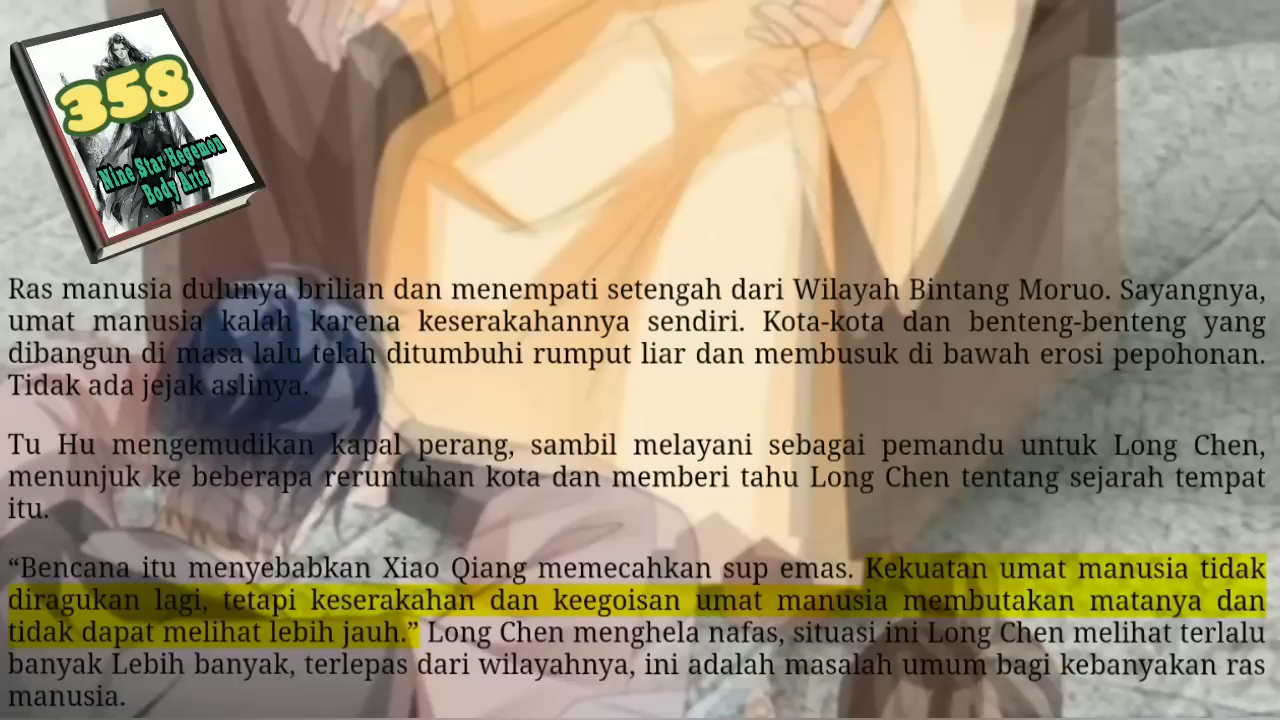 358
Nine Star Hegemon
Body Arts
Ras manusia dulunya brilian dan menempati setengah dari Wilayah Bintang Moruo. Sayangnya,
umat manusia kalah karena keserakahannya sendiri. Kota-kota dan benteng-benteng yang
dibangun di masa lalu telah ditumbuhi rumput liar dan membusuk di bawah erosi pepohonan.
Tidak ada jejak aslinya.
Tu Hu mengemudikan kapal perang, sambil melayani sebagai pemandu untuk Long Chen,
menunjuk ke beberapa reruntuhan kota dan memberi tahu Long Chen tentang sejarah tempat
itu.
“Bencana itu menyebabkan Xiao Qiang memecahkan sup emas. Kekuatan umat manusia tidak
diragukan lagi, tetapi keserakahan dan keegoisan umat manusia membutakan matanya dan
tidak dapat melihat lebih jauh.” Long Chen menghela nafas, situasi ini Long Chen melihat terlalu
banyak Lebih banyak, terlepas dari wilayahnya, ini adalah masalah umum bagi kebanyakan ras
manusia.